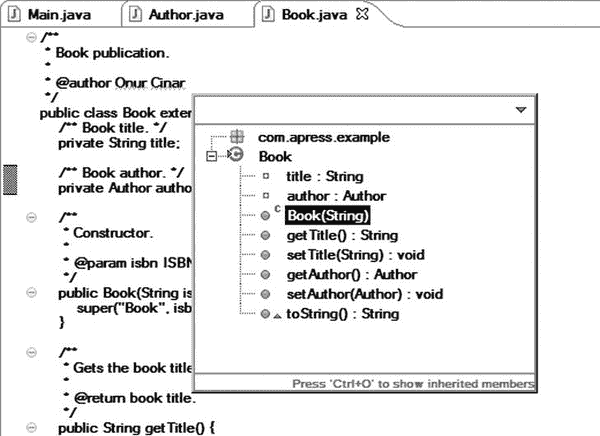 Main.java Author.java Book.java
/**
* Book publication.
*
* @author Onur Cinar
*/
public class Book exter
/** Book title. */
private String title;
/** Book author. */
private Author autho
/**
* Constructor.
*
* @param isbn ISBN
*/
public Book(String is
super("Book", isb
}
/**
* Gets the book title
*
* @return book title.
*/
public String getTitle() {
com.apress.example
Book
title : String
author : Author
C Book(String)
getTitle() : String
setTitle(String) : void
getAuthor() : Author
setAuthor(Author) : void
toString() : String
Press 'Ctrl+O' to show inherited members